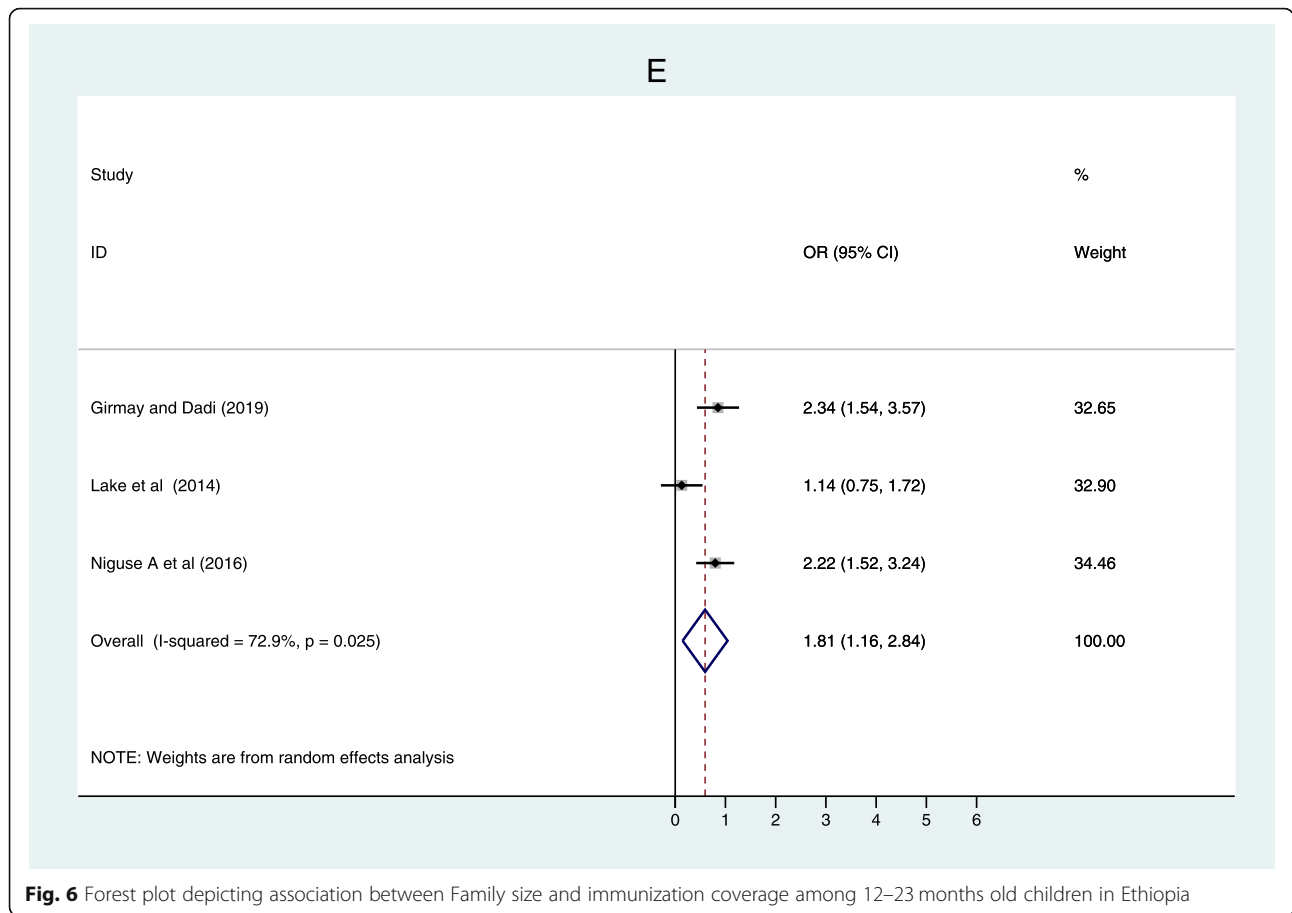 E
Study %
ID OR (95% CI) Weight
Girmay and Dadi (2019) 2.34 (1.54, 3.57) 32.65
Lake et al (2014) 1.14 (0.75, 1.72) 32.90
Niguse A et al (2016) 2.22 (1.52, 3.24) 34.46
Overall (I-squared = 72.9%, p = 0.025) 1.81 (1.16, 2.84) 100.00
NOTE: Weights are from random effects analysis
0 1 2 3 4 5 6
Fig. 6 Forest plot depicting association between Family size and immunization coverage among 12–23 months old children in Ethiopia